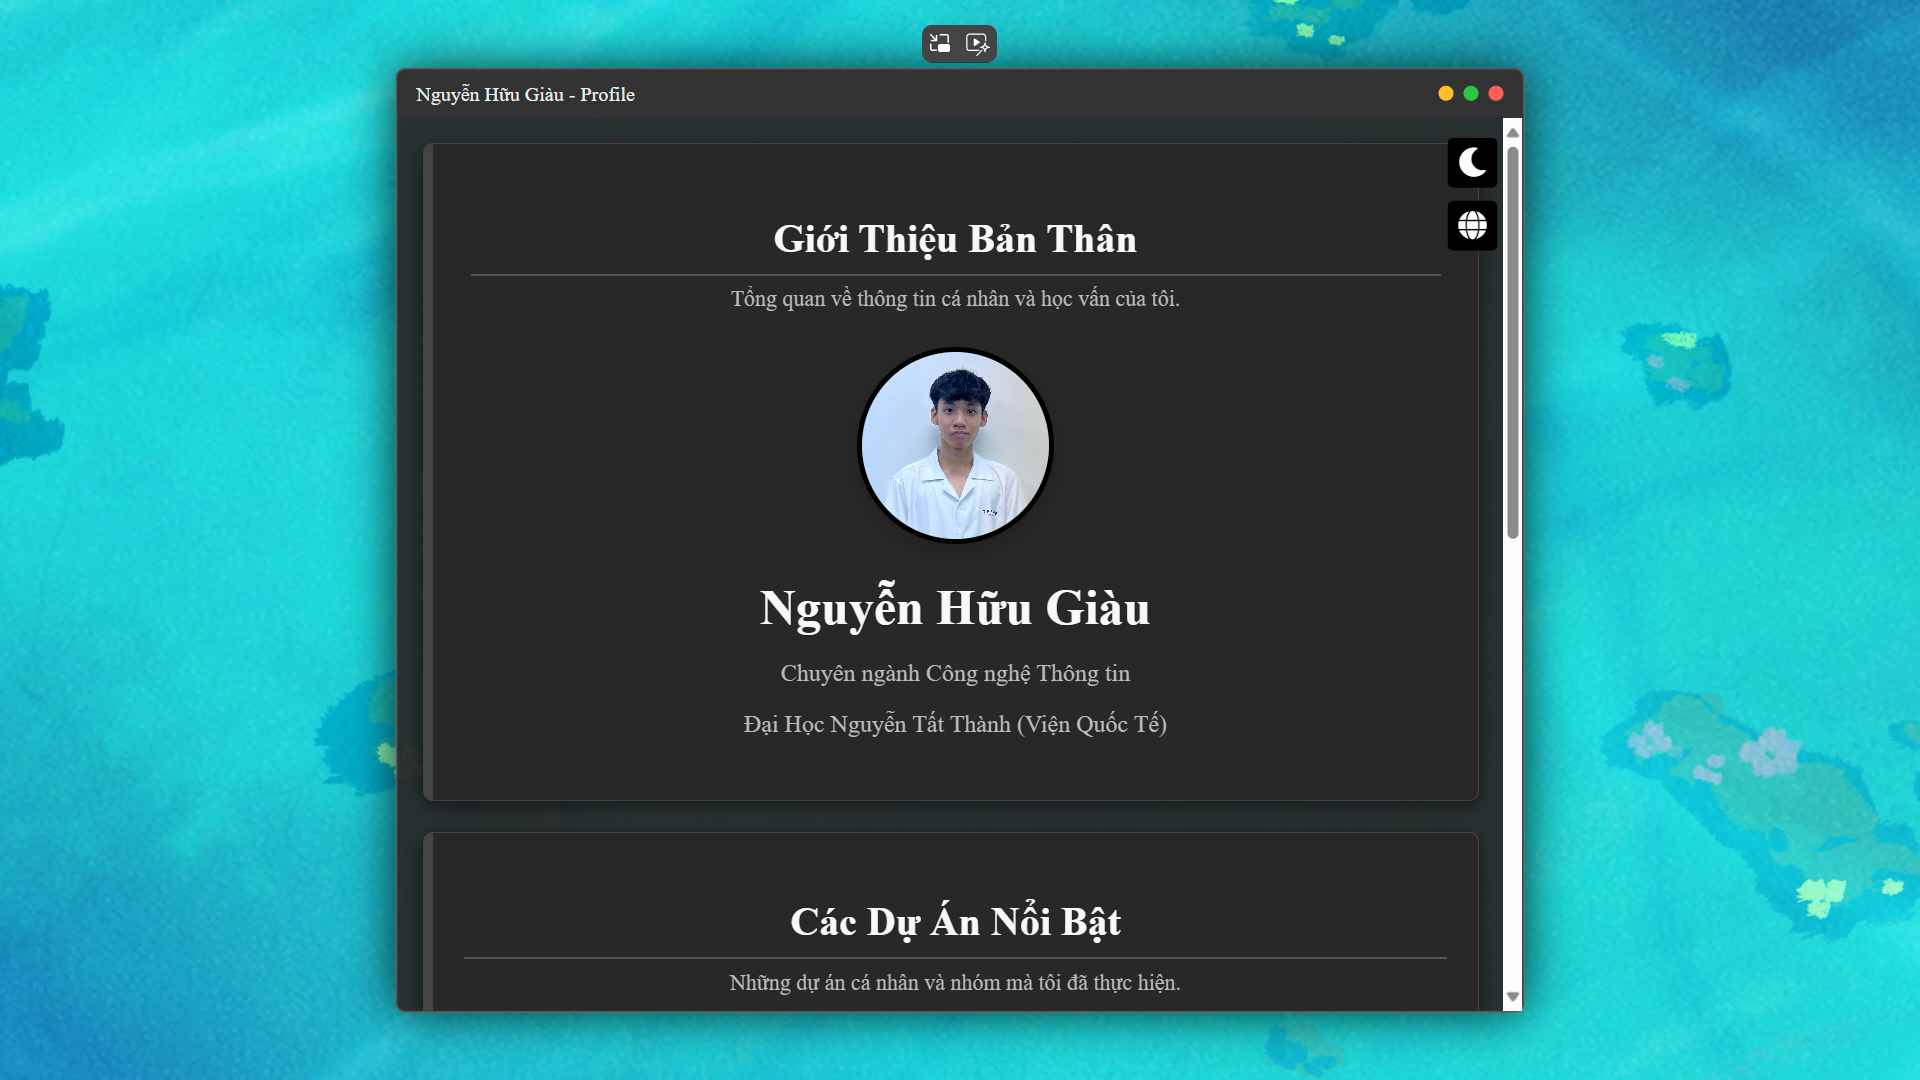 Nguyễn Hữu Giàu - Profile
Giới Thiệu Bản Thân
Tổng quan về thông tin cá nhân và học vấn của tôi.
Nguyễn Hữu Giàu
Chuyên ngành Công nghệ Thông tin
Đại Học Nguyễn Tất Thành (Viện Quốc Tế)
Các Dự Án Nổi Bật
Những dự án cá nhân và nhóm mà tôi đã thực hiện.